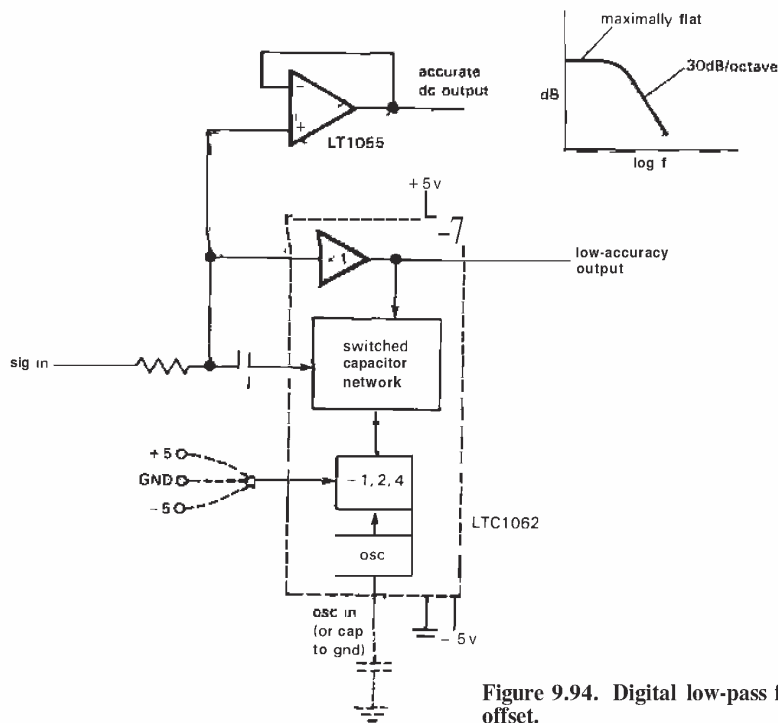 maximally flat
30dB/octave
dB
log f
accurate
dc output
−
+
LT1055
+5v
−7
low-accuracy
output
sig in
switched
capacitor
network
+5
GND
−5
−1, 2, 4
osc
LTC1062
osc in
(or cap
to gnd)
−5v
Figure 9.94. Digital low-pass
offset.